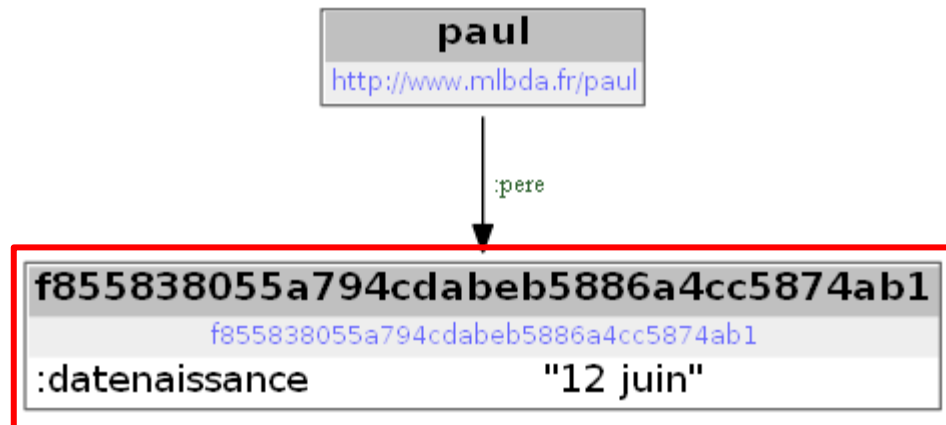 paul
http://www.mlbda.fr/paul
:pere
f855838055a794cdabeb5886a4cc5874ab1
f855838055a794cdabeb5886a4cc5874ab1
:datenaissance "12 juin"